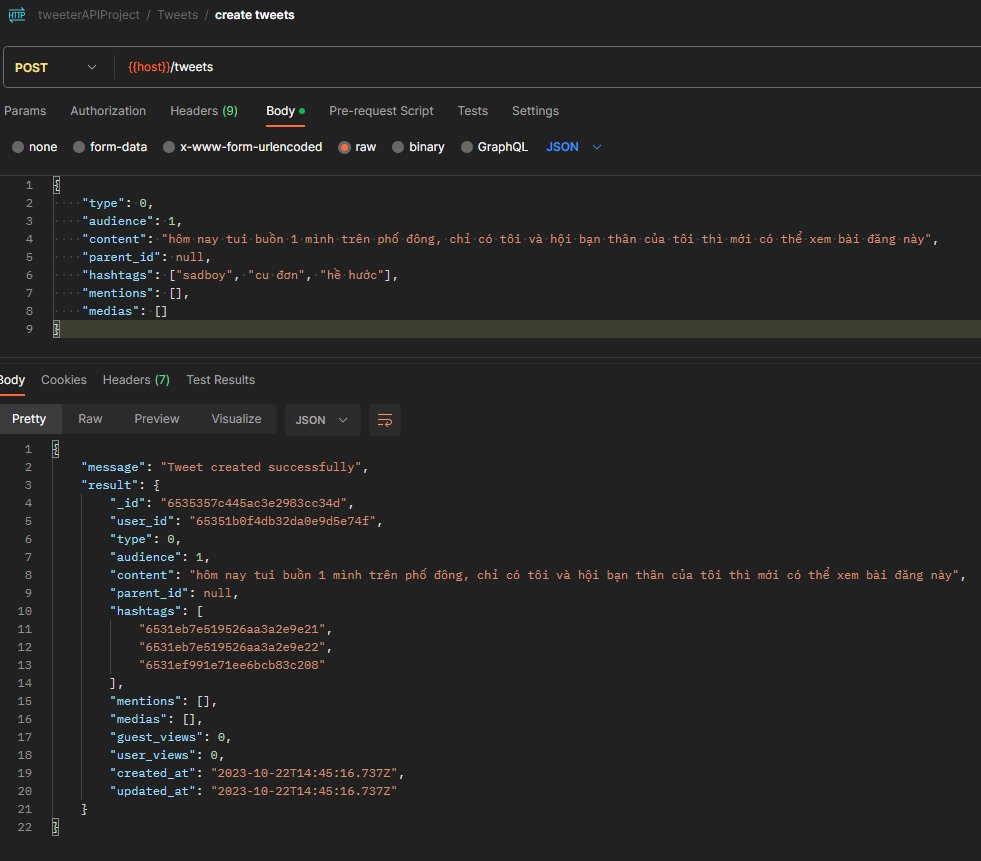 HTTP tweeterAPIProject / Tweets / create tweets
POST {{host}}/tweets
Params Authorization Headers (9) Body Pre-request Script Tests Settings
none form-data x-www-form-urlencoded raw binary GraphQL JSON
1 {
2 "type": 0,
3 "audience": 1,
4 "content": "hôm nay tui buồn 1 mình trên phố đông, chỉ có tôi và hội bạn thân của tôi thì mới có thể xem bài đăng này",
5 "parent_id": null,
6 "hashtags": ["sadboy", "cu đơn", "hề hước"],
7 "mentions": [],
8 "medias": []
9 }
Body Cookies Headers (7) Test Results
Pretty Raw Preview Visualize JSON
1 {
2 "message": "Tweet created successfully",
3 "result": {
4 "_id": "6535357c445ac3e2983cc34d",
5 "user_id": "65351b0f4db32da0e9d5e74f",
6 "type": 0,
7 "audience": 1,
8 "content": "hôm nay tui buồn 1 mình trên phố đông, chỉ có tôi và hội bạn thân của tôi thì mới có thể xem bài đăng này",
9 "parent_id": null,
10 "hashtags": [
11 "6531eb7e519526aa3a2e9e21",
12 "6531eb7e519526aa3a2e9e22",
13 "6531ef991e71ee6bcb83c208"
14 ],
15 "mentions": [],
16 "medias": [],
17 "guest_views": 0,
18 "user_views": 0,
19 "created_at": "2023-10-22T14:45:16.737Z",
20 "updated_at": "2023-10-22T14:45:16.737Z"
21 }
22 }